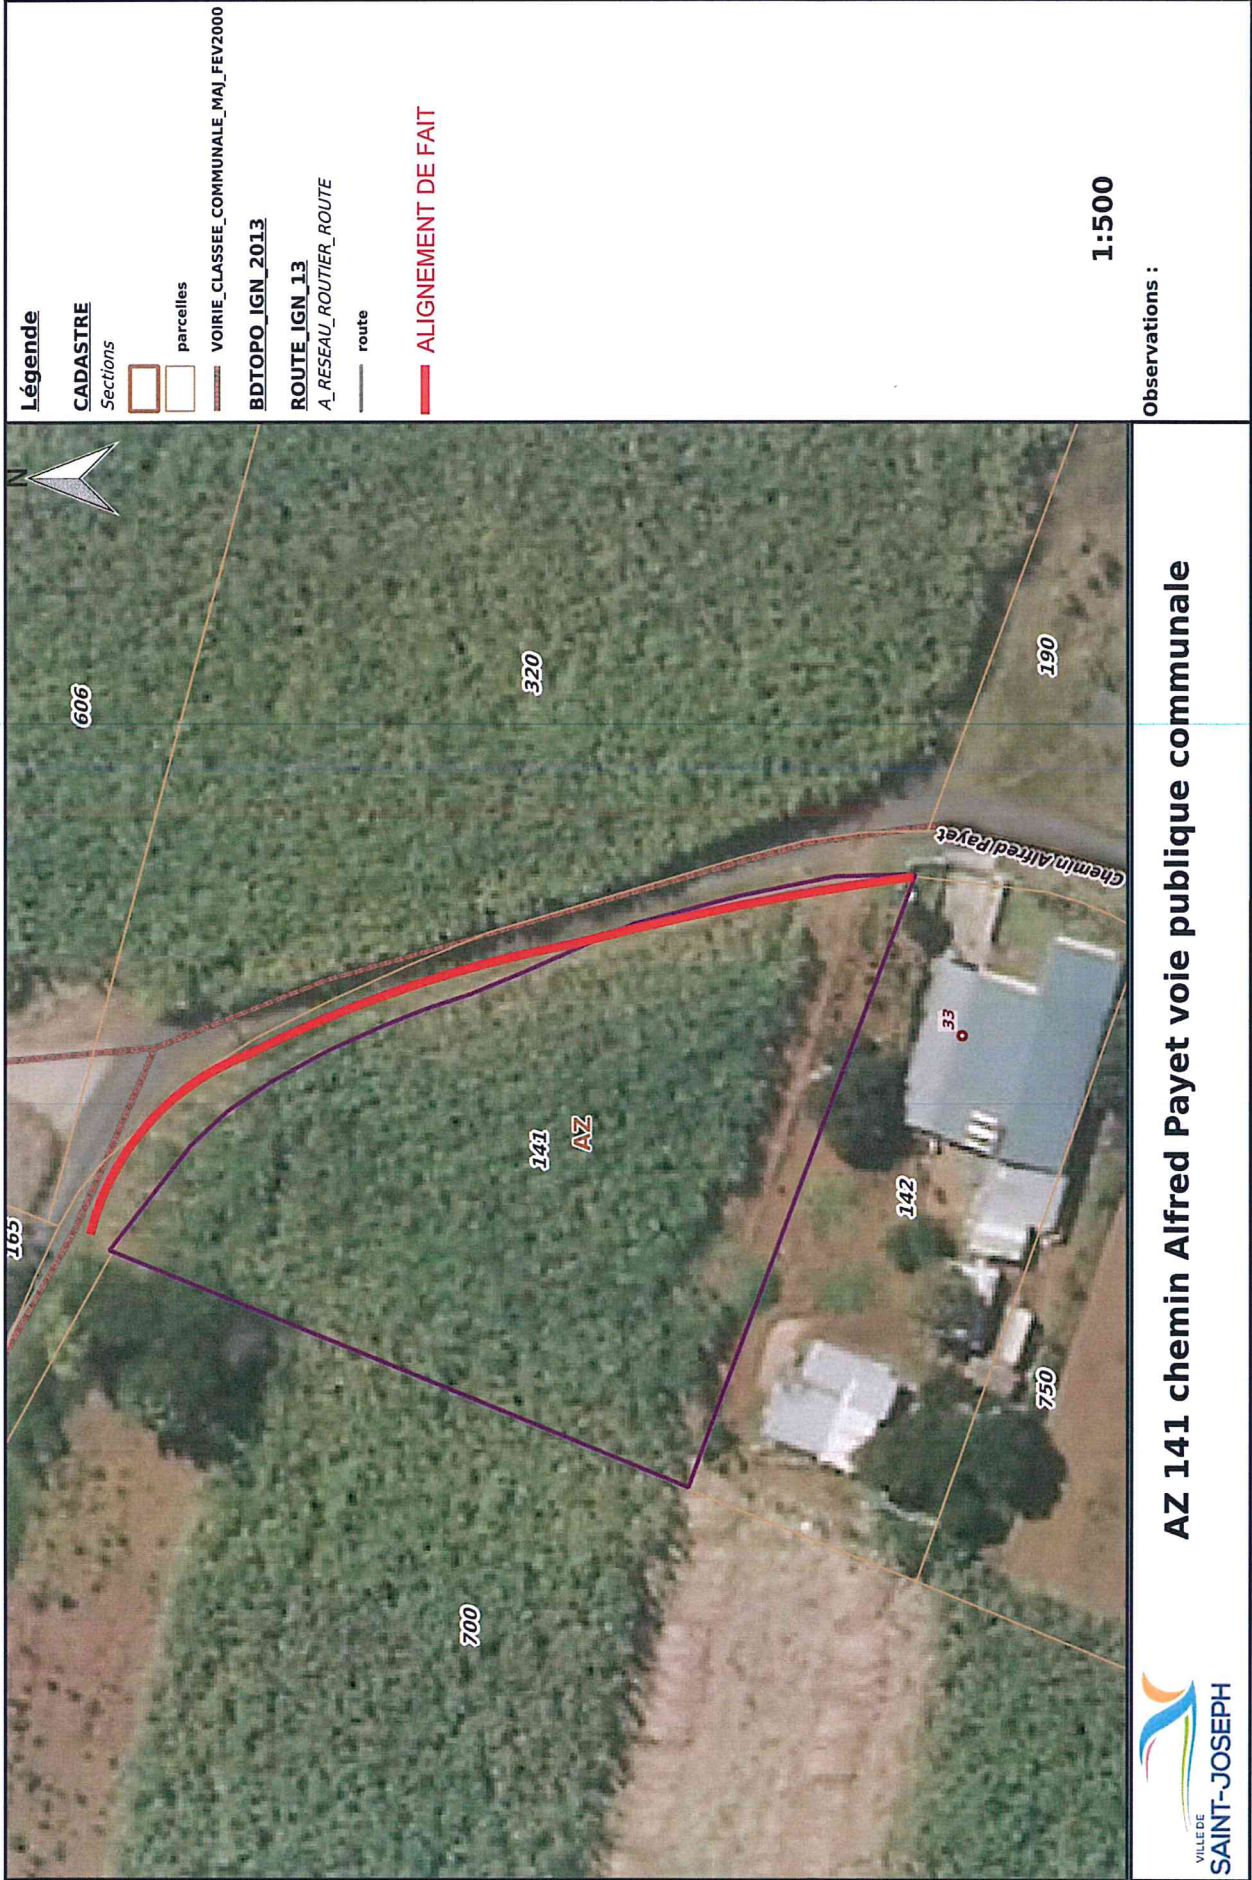 Légende
CADASTRE
Sections
parcelles
VOIRIE_CLASSEE_COMMUNALE_MAJ_FEV2000
BDTOPO_IGN_2013
ROUTE_IGN_13
A_RESEAU_ROUTIER_ROUTE
route
ALIGNEMENT DE FAIT
1:500
Observations :
N
606
320
190
165
141
AZ
33
142
750
700
Chemin Alfred Payet
AZ 141 chemin Alfred Payet voie publique communale
VILLE DE
SAINT-JOSEPH